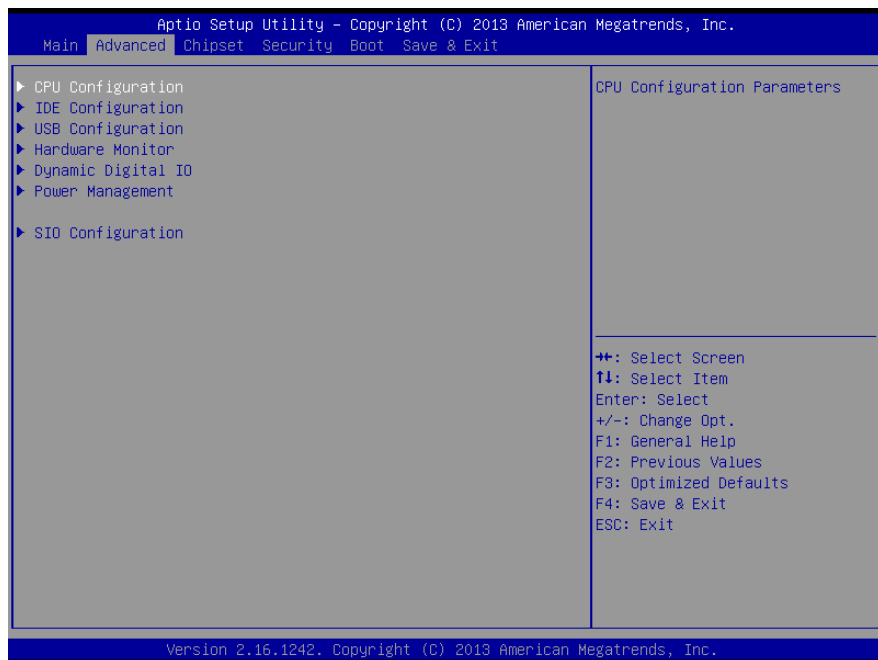 Aptio Setup Utility – Copyright (C) 2013 American Megatrends, Inc.
Main Advanced Chipset Security Boot Save & Exit
CPU Configuration
IDE Configuration
USB Configuration
Hardware Monitor
Dynamic Digital IO
Power Management
SIO Configuration
CPU Configuration Parameters
→←: Select Screen
↑↓: Select Item
Enter: Select
+/-: Change Opt.
F1: General Help
F2: Previous Values
F3: Optimized Defaults
F4: Save & Exit
ESC: Exit
Version 2.16.1242. Copyright (C) 2013 American Megatrends, Inc.